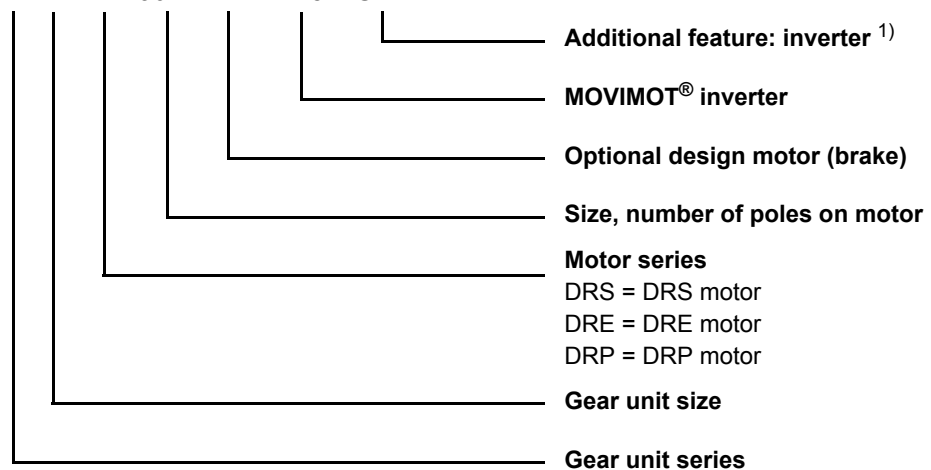 Additional feature: inverter 1)
MOVIMOT® inverter
Optional design motor (brake)
Size, number of poles on motor
Motor series
DRS = DRS motor
DRE = DRE motor
DRP = DRP motor
Gear unit size
Gear unit series